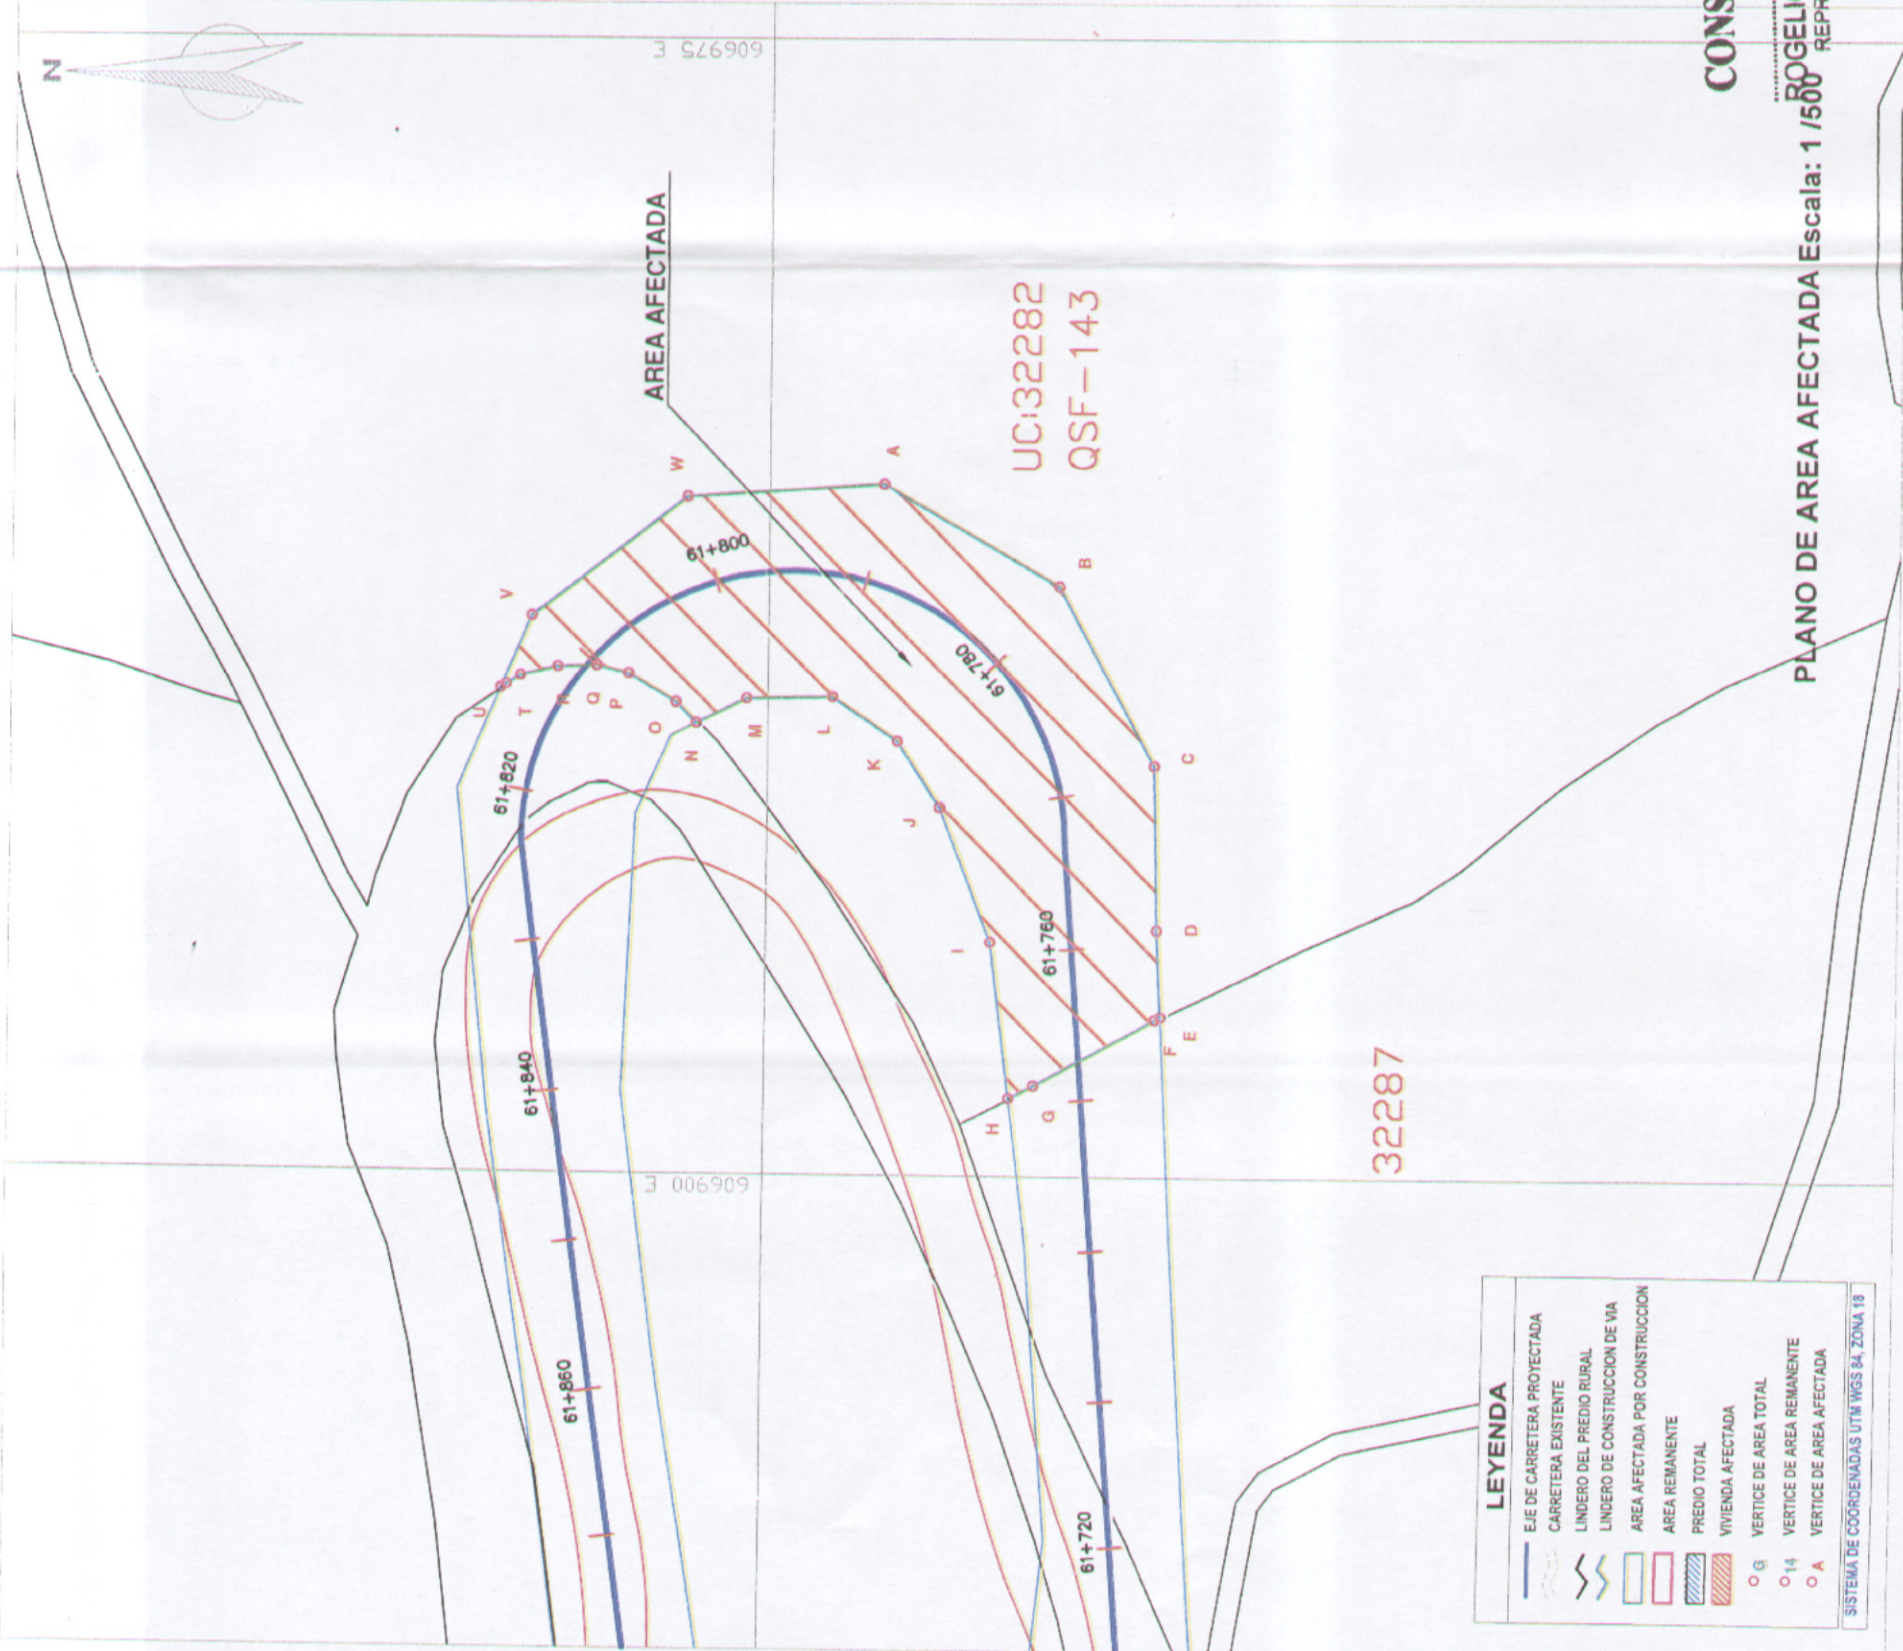 N
606975 E
AREA AFECTADA
UC:32282
QSF-143
W
A
V
61+800
B
U
T
R
Q
P
O
N
M
L
K
J
I
61+780
C
61+820
61+760
D
E
F
G
H
61+840
606900 E
32287
61+860
61+720
CONS
ROGELI
REPR
PLANO DE AREA AFECTADA Escala: 1 /500
LEYENDA
EJE DE CARRETERA PROYECTADA
CARRETERA EXISTENTE
LINDERO DEL PREDIO RURAL
LINDERO DE CONSTRUCCION DE VIA
AREA AFECTADA POR CONSTRUCCION
AREA REMANENTE
PREDIO TOTAL
VIVIENDA AFECTADA
G VERTICE DE AREA TOTAL
14 VERTICE DE AREA REMANENTE
A VERTICE DE AREA AFECTADA
SISTEMA DE COORDENADAS UTM WGS 84, ZONA 18